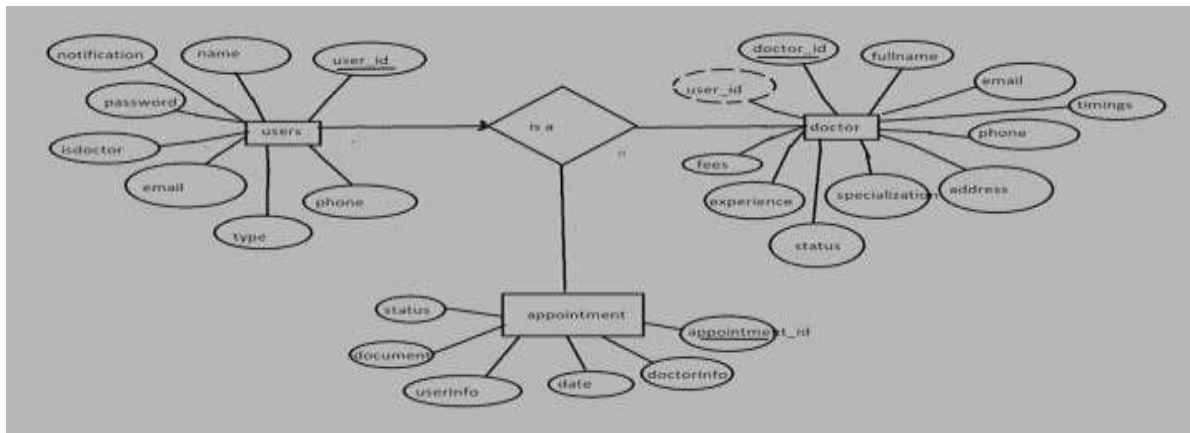 notification
name
user_id
password
isdoctor
email
type
phone
users
is a
doctor_id
fullname
user_id
email
timings
phone
address
specialization
status
experience
fees
doctor
n
appointment
status
document
userinfo
date
doctorInfo
appointment_id